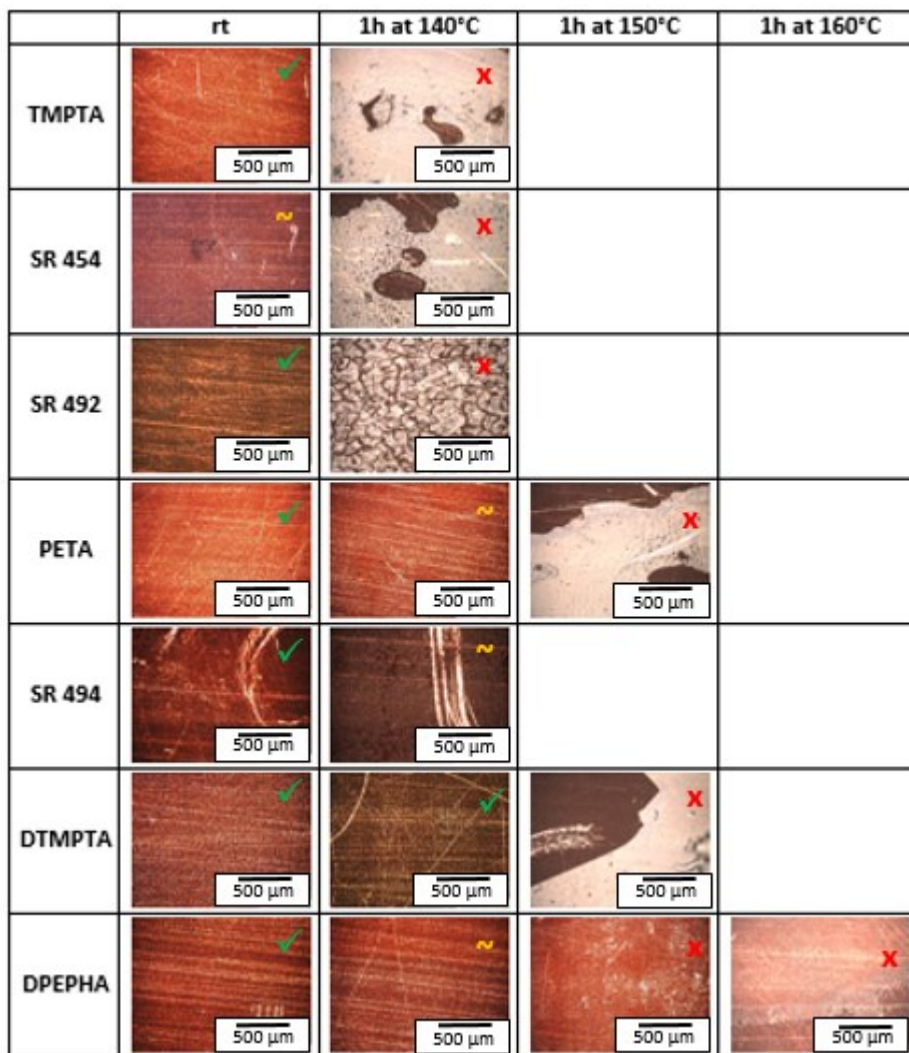 rt 1h at 140°C 1h at 150°C 1h at 160°C
TMPTA ✓ x
500 µm 500 µm
SR 454 ~ x
500 µm 500 µm
SR 492 ✓ x
500 µm 500 µm
PETA ✓ ~ x
500 µm 500 µm 500 µm
SR 494 ✓ ~
500 µm 500 µm
DTMPTA ✓ ✓ x
500 µm 500 µm 500 µm
DPEPHA ✓ ~ x x
500 µm 500 µm 500 µm 500 µm